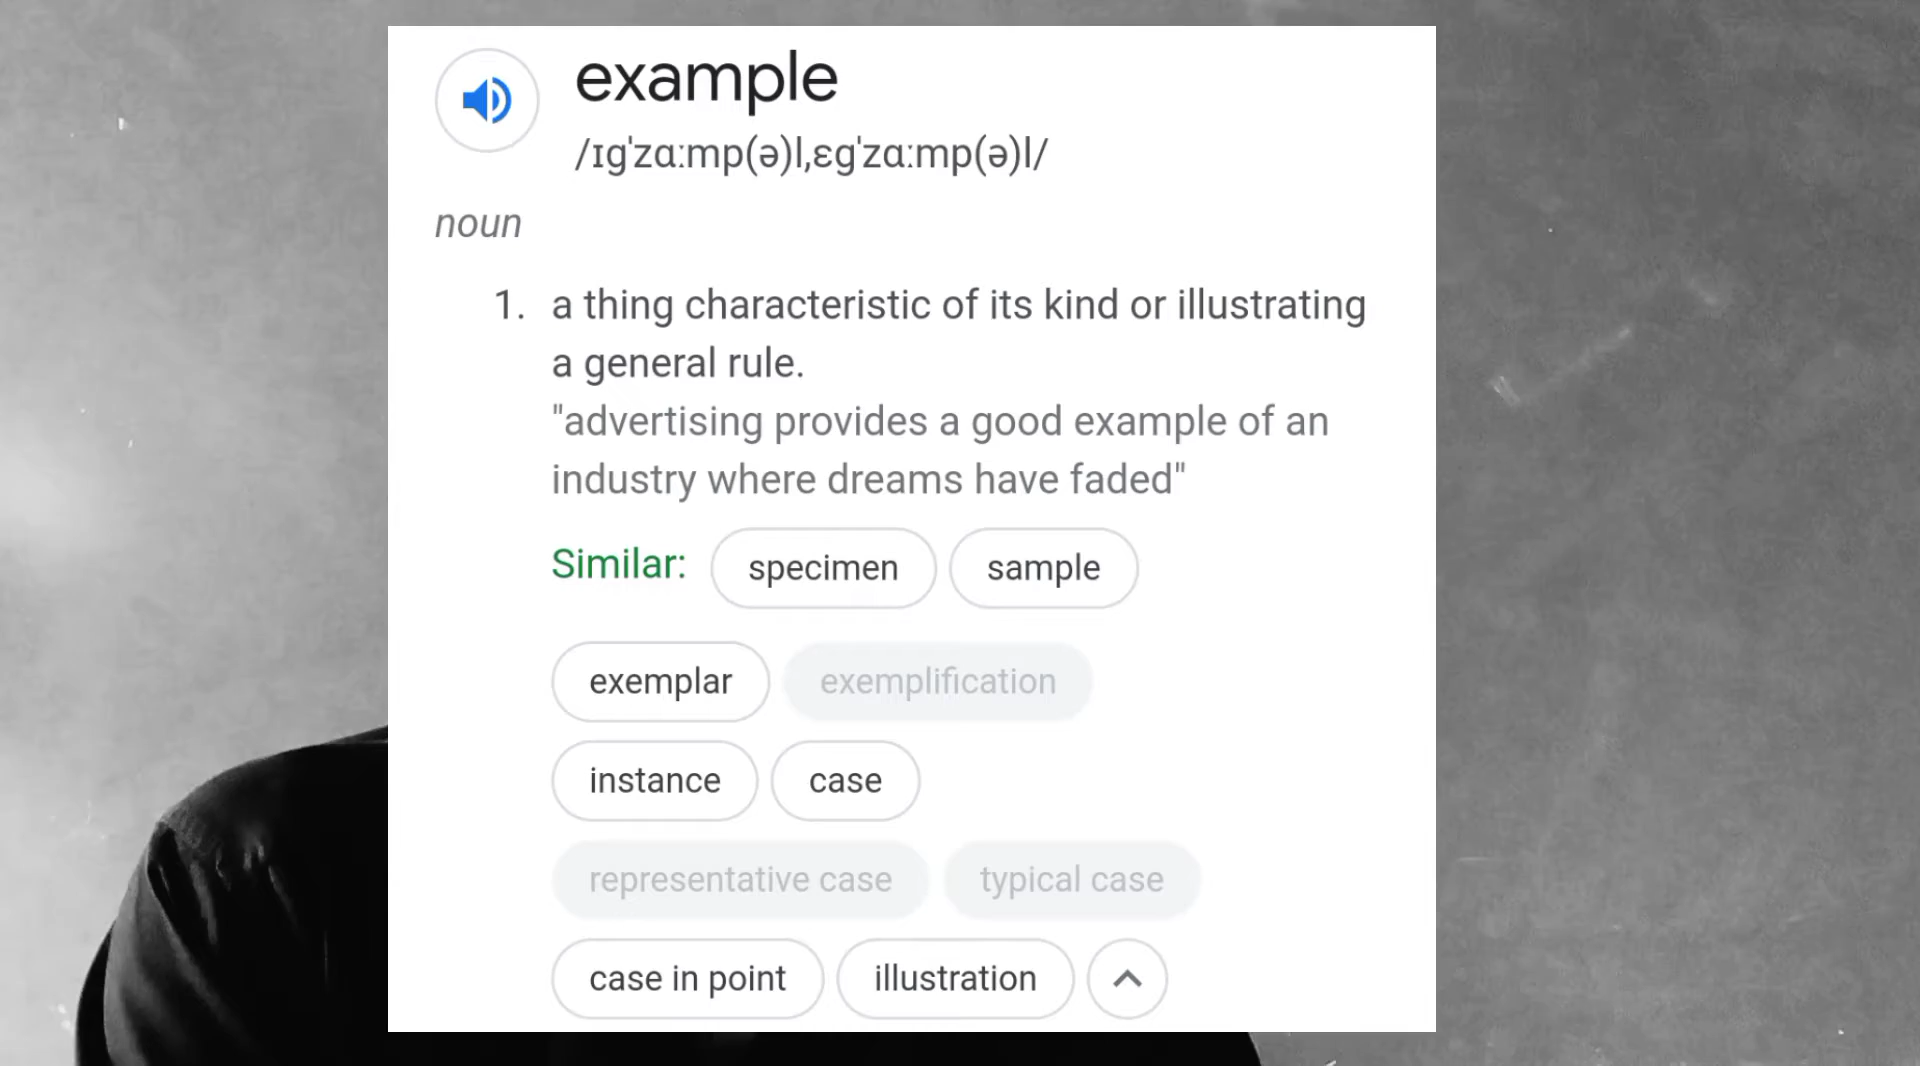 example
/ɪɡˈzɑːmp(ə)l,ɛɡˈzɑːmp(ə)l/
noun
1. a thing characteristic of its kind or illustrating
a general rule.
"advertising provides a good example of an
industry where dreams have faded"
Similar: specimen sample
exemplar exemplification
instance case
representative case typical case
case in point illustration